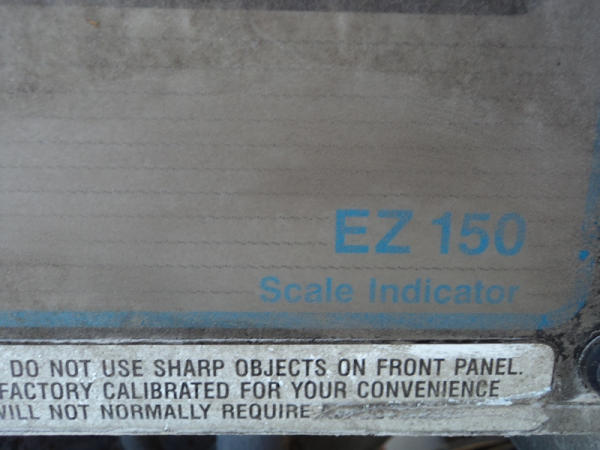 EZ 150
Scale Indicator
DO NOT USE SHARP OBJECTS ON FRONT PANEL.
FACTORY CALIBRATED FOR YOUR CONVENIENCE
WILL NOT NORMALLY REQUIRE